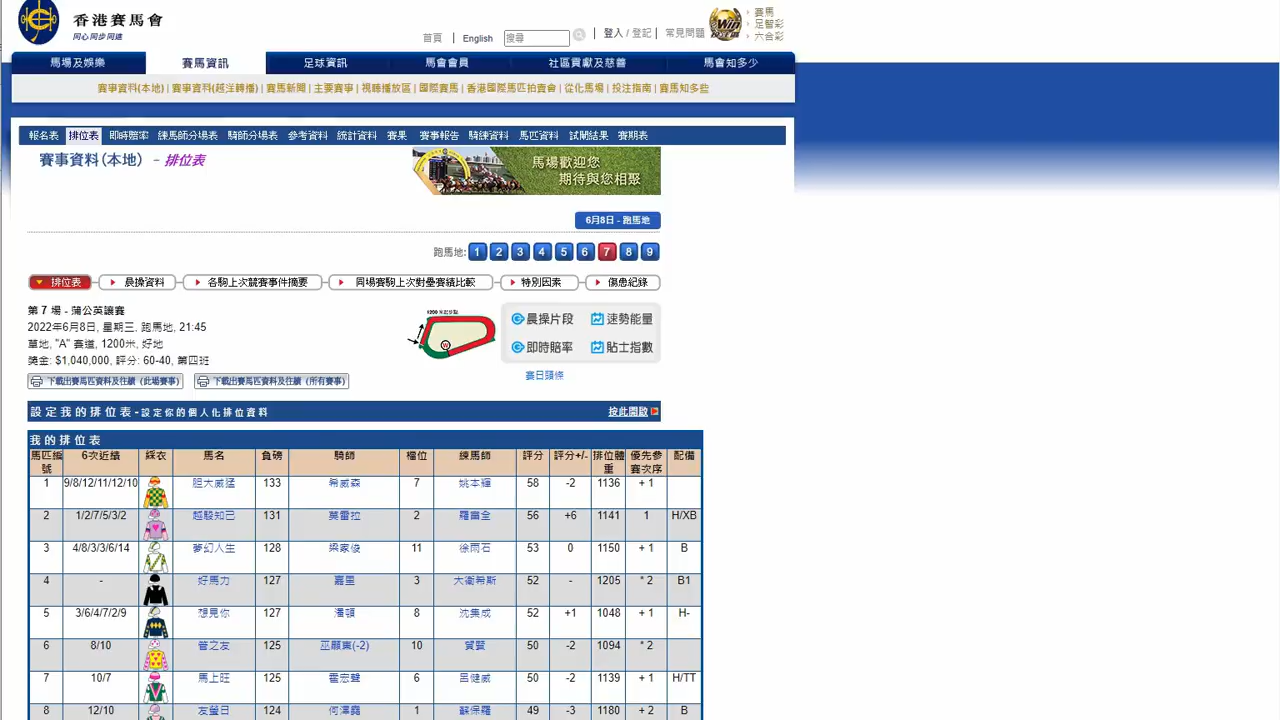 香港賽馬會
同心同步同進
首頁 | English 搜尋 | 登入 / 登記 | 常見問題
Win
賽馬
足智彩
六合彩
馬場及娛樂 賽馬資訊 足球資訊 馬會會員 社區貢獻及慈善 馬會知多少
賽事資料(本地) | 賽事資料(越洋轉播) | 賽馬新聞 | 主要賽事 | 視聽播放區 | 國際賽馬 | 香港國際馬匹拍賣會 | 從化馬場 | 投注指南 | 賽馬知多些
報名表 排位表 即時賠率 練馬師分場表 騎師分場表 參考資料 統計資料 賽果 賽事報告 騎練資料 馬匹資料 試閘結果 賽期表
賽事資料(本地) - 排位表
馬場歡迎您
期待與您相聚
6月8日 - 跑馬地
跑馬地: 1 2 3 4 5 6 7 8 9
排位表 晨操資料 各駒上次競賽事件摘要 同場賽駒上次對壘賽績比較 特別因素 傷患紀錄
第 7 場 - 蒲公英讓賽
2022年6月8日, 星期三, 跑馬地, 21:45
草地, "A" 賽道, 1200米, 好地
獎金: $1,040,000, 評分: 60-40, 第四班
晨操片段 速勢能量
即時賠率 貼士指數
賽日頭條
下載出賽馬匹資料及往績（此場賽事） 下載出賽馬匹資料及往績（所有賽事）
設定我的排位表-設定你的個人化排位資料 按此開啟
我的排位表
馬匹編號 6次近績 綵衣 馬名 負磅 騎師 檔位 練馬師 評分 評分+/- 排位體重 優先參賽次序 配備
1 9/8/12/11/12/10 胆大威猛 133 希威森 7 姚本輝 58 -2 1136 + 1
2 1/2/7/5/3/2 越駿知己 131 莫雷拉 2 羅富全 56 +6 1141 1 H/XB
3 4/8/3/3/6/14 夢幻人生 128 梁家俊 11 徐雨石 53 0 1150 + 1 B
4 - 好馬力 127 嘉里 3 大衛希斯 52 - 1205 * 2 B1
5 3/6/4/7/2/9 想見你 127 潘頓 8 沈集成 52 +1 1048 + 1 H-
6 8/10 管之友 125 巫顯東(-2) 10 賀賢 50 -2 1094 * 2
7 10/7 馬上旺 125 霍宏聲 6 呂健威 50 -2 1139 + 1 H/TT
8 12/10 友瑩日 124 何澤堯 1 蘇保羅 49 -3 1180 + 2 B